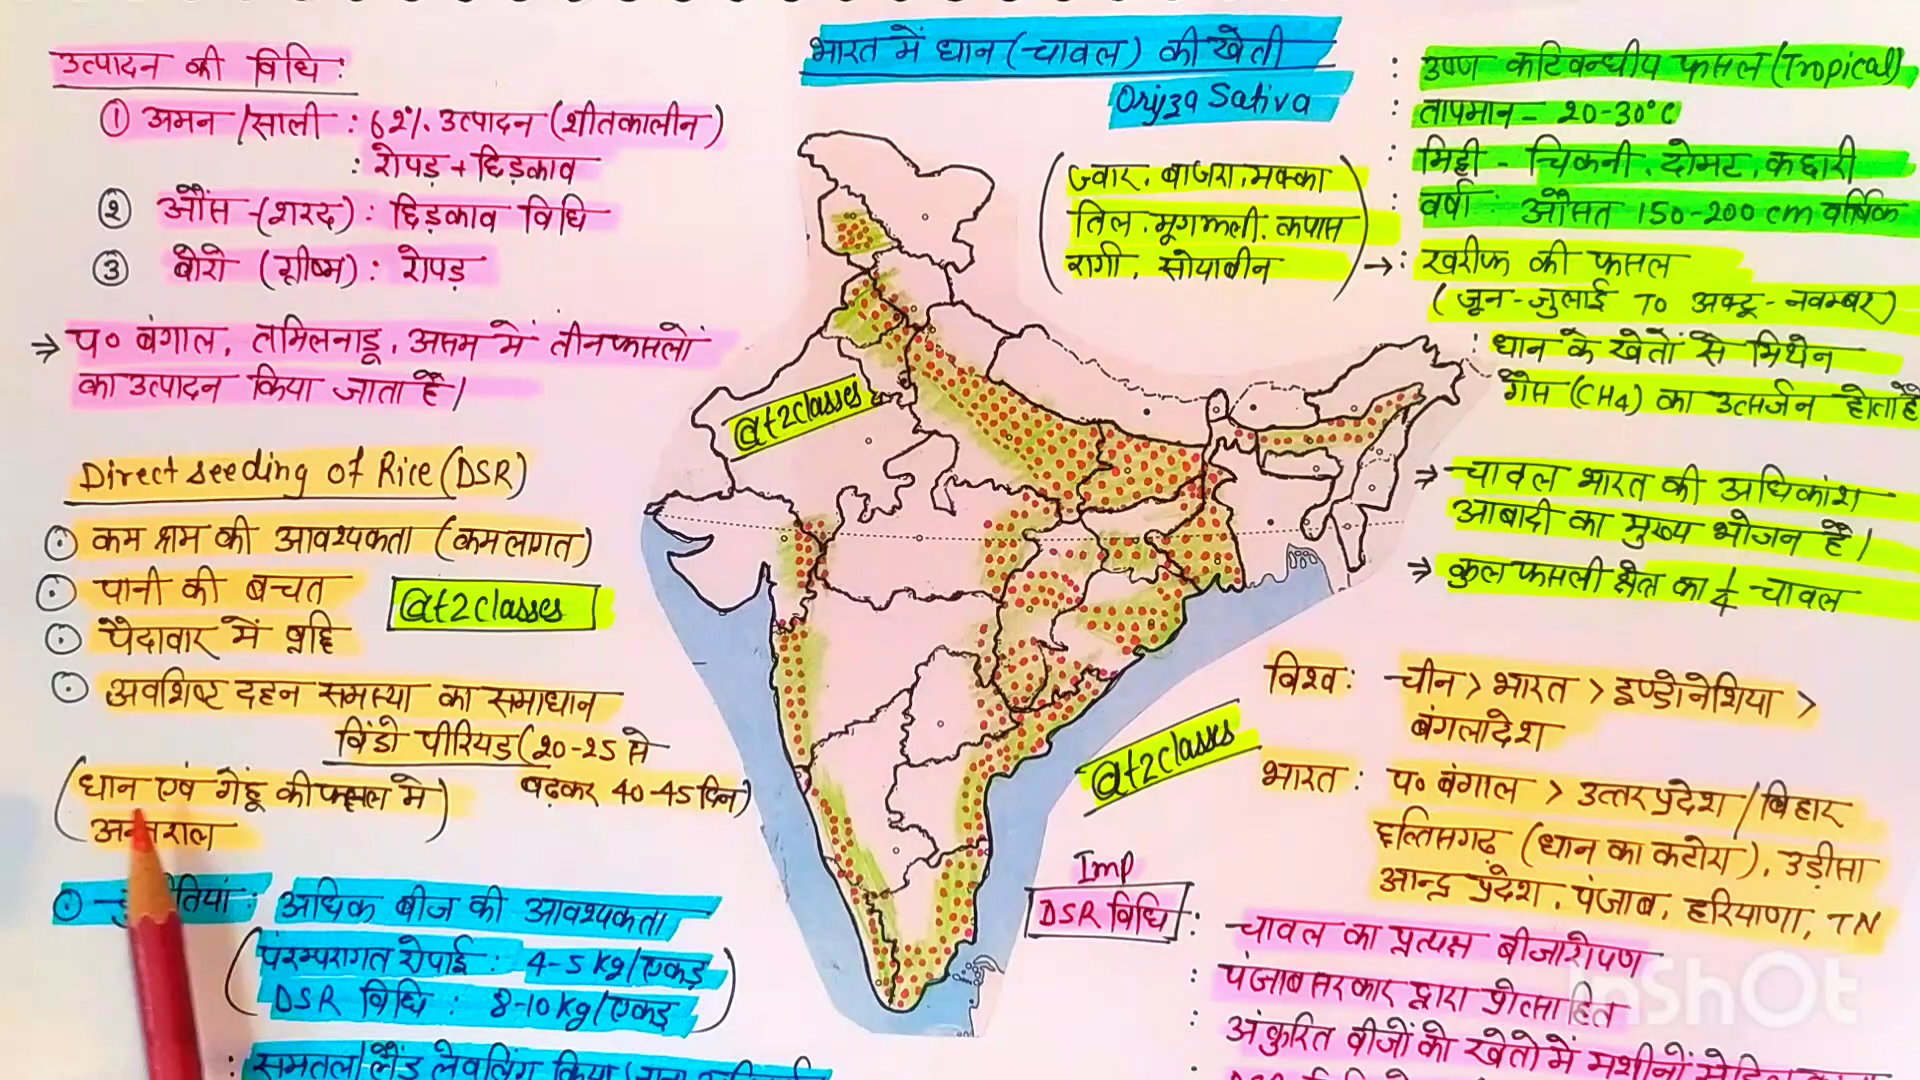 भारत में धान (चावल) की खेती
Oryza Sativa
उत्पादन की विधि:
① अमन/साली : 62% उत्पादन (शीतकालीन)
: रोपड़ + छिड़काव
② औंस -(शरद) : छिड़काव विधि
③ बोरो (ग्रीष्म) : रोपड़
⇒ प० बंगाल, तमिलनाडू, असम में तीन फसलों
का उत्पादन किया जाता है।
Direct seeding of Rice (DSR)
⊙ कम श्रम की आवश्यकता (कम लागत)
⊙ पानी की बचत
@t2classes
⊙ पैदावार में वृद्दि
⊙ अवशिष्ट दहन समस्या का समाधान
विंडो पीरियड (20-25 से
बढ़कर 40-45 दिन)
(धान एवं गेंहू की फसल मे)
अन्तराल
अधिक बीज की आवश्यकता
(परम्परागत रोपाई : 4-5 Kg/एकड़)
DSR विधि : 8-10 Kg/एकड़
: समतल/लैंड लेवलिंग किया
@t2classes
@t2classes
(ज्वार, बाजरा, मक्का
तिल, मूगफली, कपास
रागी, सोयाबीन) →
: उष्ण कटिबन्धीय फसल (Tropical)
: तापमान - 20-30°C
: मिट्टी - चिकनी, दोमट, कछारी
: वर्षा : औसत 150-200 cm वर्षिक
: खरीफ की फसल
(जून-जुलाई TO अक्टू-नवम्बर)
: धान के खेतों से मिथेन
गैस (CH4) का उत्सर्जन होता है
⇒ चावल भारत की अधिकांश
आबादी का मुख्य भोजन है।
⇒ कुल फसली क्षेत का 1/4 चावल
विश्व : चीन > भारत > इण्डोनेशिया >
बंगलादेश
भारत : प० बंगाल > उत्तर प्रदेश / बिहार
छत्तिसगढ़ (धान का कटोरा), उड़ीसा
आन्द्र प्रदेश, पंजाब, हरियाणा, TN
Imp
DSR विधि : चावल का प्रत्यक्ष बीजारोपण
: पंजाब सरकार द्वारा प्रोत्साहित
: अंकुरित बीजों को खेतो में मशीनों से
InShOt